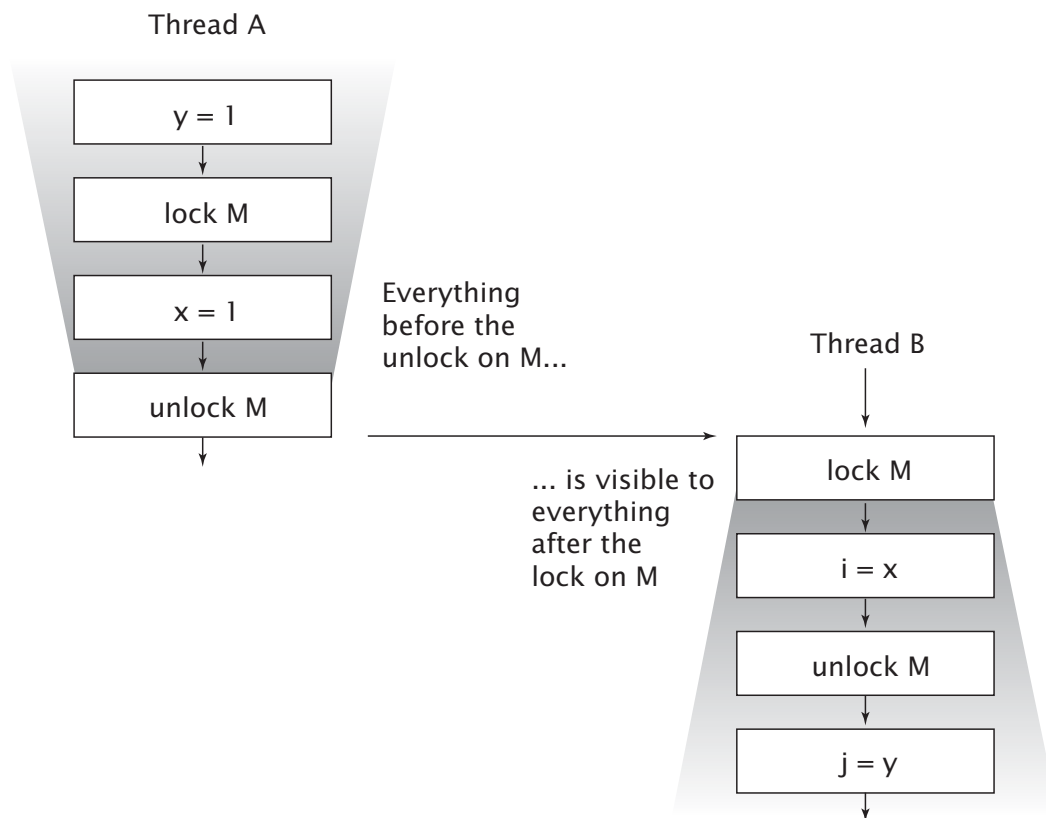 Thread A
y = 1
lock M
x = 1
unlock M
Everything
before the
unlock on M...
Thread B
lock M
... is visible to
everything
after the
lock on M
i = x
unlock M
j = y